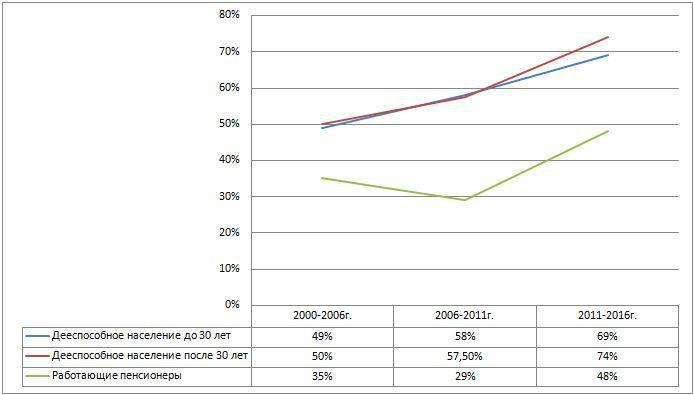 80%
70%
60%
50%
40%
30%
20%
10%
0%
2000-2006г. 2006-2011г. 2011-2016г.
Дееспособное население до 30 лет 49% 58% 69%
Дееспособное население после 30 лет 50% 57,50% 74%
Работающие пенсионеры 35% 29% 48%